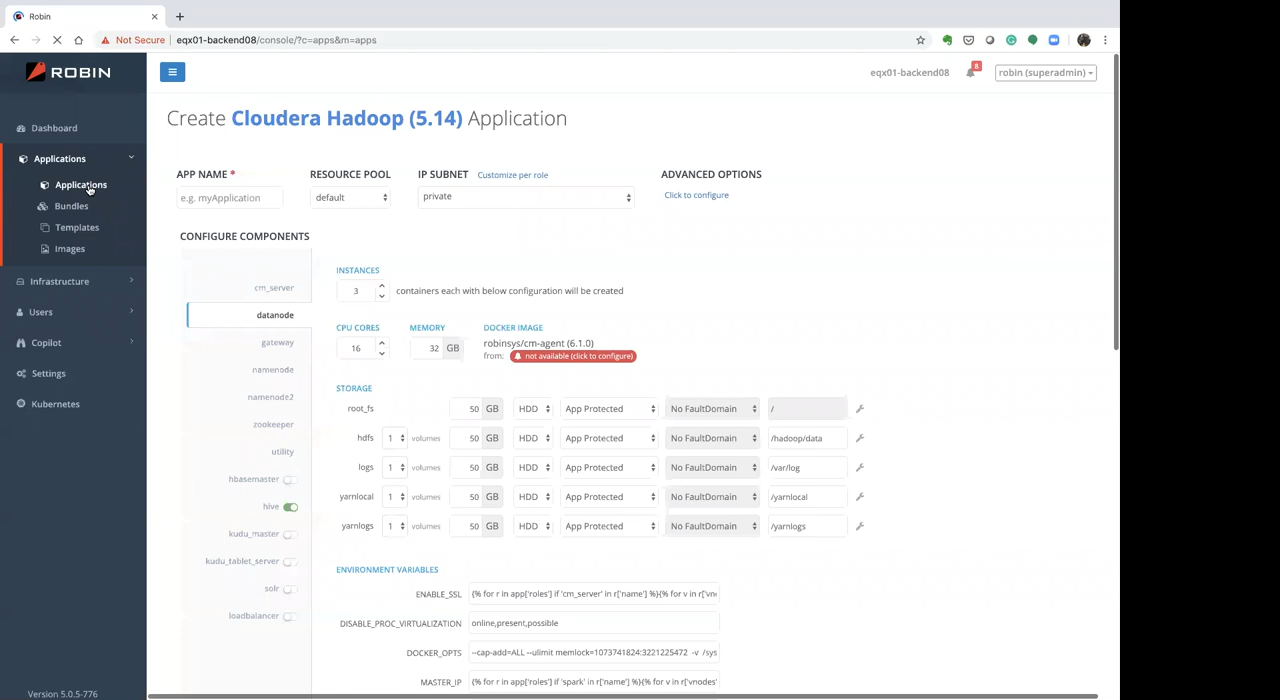 Robin
Not Secure | eqx01-backend08/console/?c=apps&m=apps
ROBIN
eqx01-backend08
8
robin (superadmin)
Dashboard
Applications
Applications
Bundles
Templates
Images
Infrastructure
Users
Copilot
Settings
Kubernetes
Version 5.0.5-776
Create Cloudera Hadoop (5.14) Application
APP NAME *
RESOURCE POOL
IP SUBNET
Customize per role
ADVANCED OPTIONS
e.g. myApplication
default
private
Click to configure
CONFIGURE COMPONENTS
cm_server
datanode
gateway
namenode
namenode2
zookeeper
utility
hbasemaster
hive
kudu_master
kudu_tablet_server
solr
loadbalancer
INSTANCES
3 containers each with below configuration will be created
CPU CORES MEMORY DOCKER IMAGE
16 32 GB robinsys/cm-agent (6.1.0)
from: not available (click to configure)
STORAGE
root_fs 50 GB HDD App Protected No FaultDomain /
hdfs 1 volumes 50 GB HDD App Protected No FaultDomain /hadoop/data
logs 1 volumes 50 GB HDD App Protected No FaultDomain /var/log
yarnlocal 1 volumes 50 GB HDD App Protected No FaultDomain /yarnlocal
yarnlogs 1 volumes 50 GB HDD App Protected No FaultDomain /yarnlogs
ENVIRONMENT VARIABLES
ENABLE_SSL {% for r in app['roles'] if 'cm_server' in r['name'] %}{% for v in r['vn
DISABLE_PROC_VIRTUALIZATION online,present,possible
DOCKER_OPTS --cap-add=ALL --ulimit memlock=1073741824:3221225472 -v /sys
MASTER_IP {% for r in app['roles'] if 'spark' in r['name'] %}{% for v in r['vnodes'